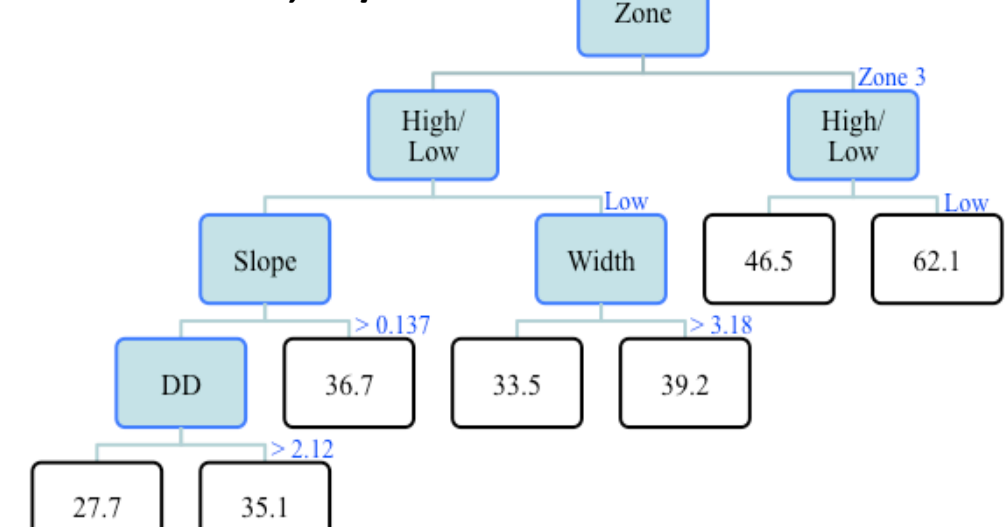 Zone
Zone 3
High/
Low
High/
Low
Low
Low
Slope
Width
46.5
62.1
> 0.137
> 3.18
DD
36.7
33.5
39.2
> 2.12
27.7
35.1